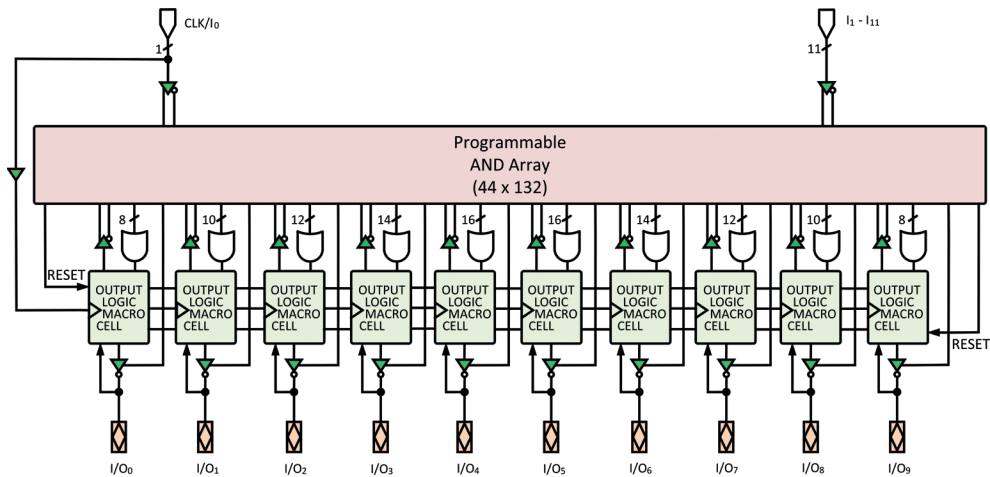 CLK/I0
I1 - I11
1
11
Programmable
AND Array
(44 x 132)
8
10
12
14
16
16
14
12
10
8
RESET
OUTPUT
LOGIC
MACRO
CELL
OUTPUT
LOGIC
MACRO
CELL
OUTPUT
LOGIC
MACRO
CELL
OUTPUT
LOGIC
MACRO
CELL
OUTPUT
LOGIC
MACRO
CELL
OUTPUT
LOGIC
MACRO
CELL
OUTPUT
LOGIC
MACRO
CELL
OUTPUT
LOGIC
MACRO
CELL
OUTPUT
LOGIC
MACRO
CELL
OUTPUT
LOGIC
MACRO
CELL
RESET
I/O0
I/O1
I/O2
I/O3
I/O4
I/O5
I/O6
I/O7
I/O8
I/O9